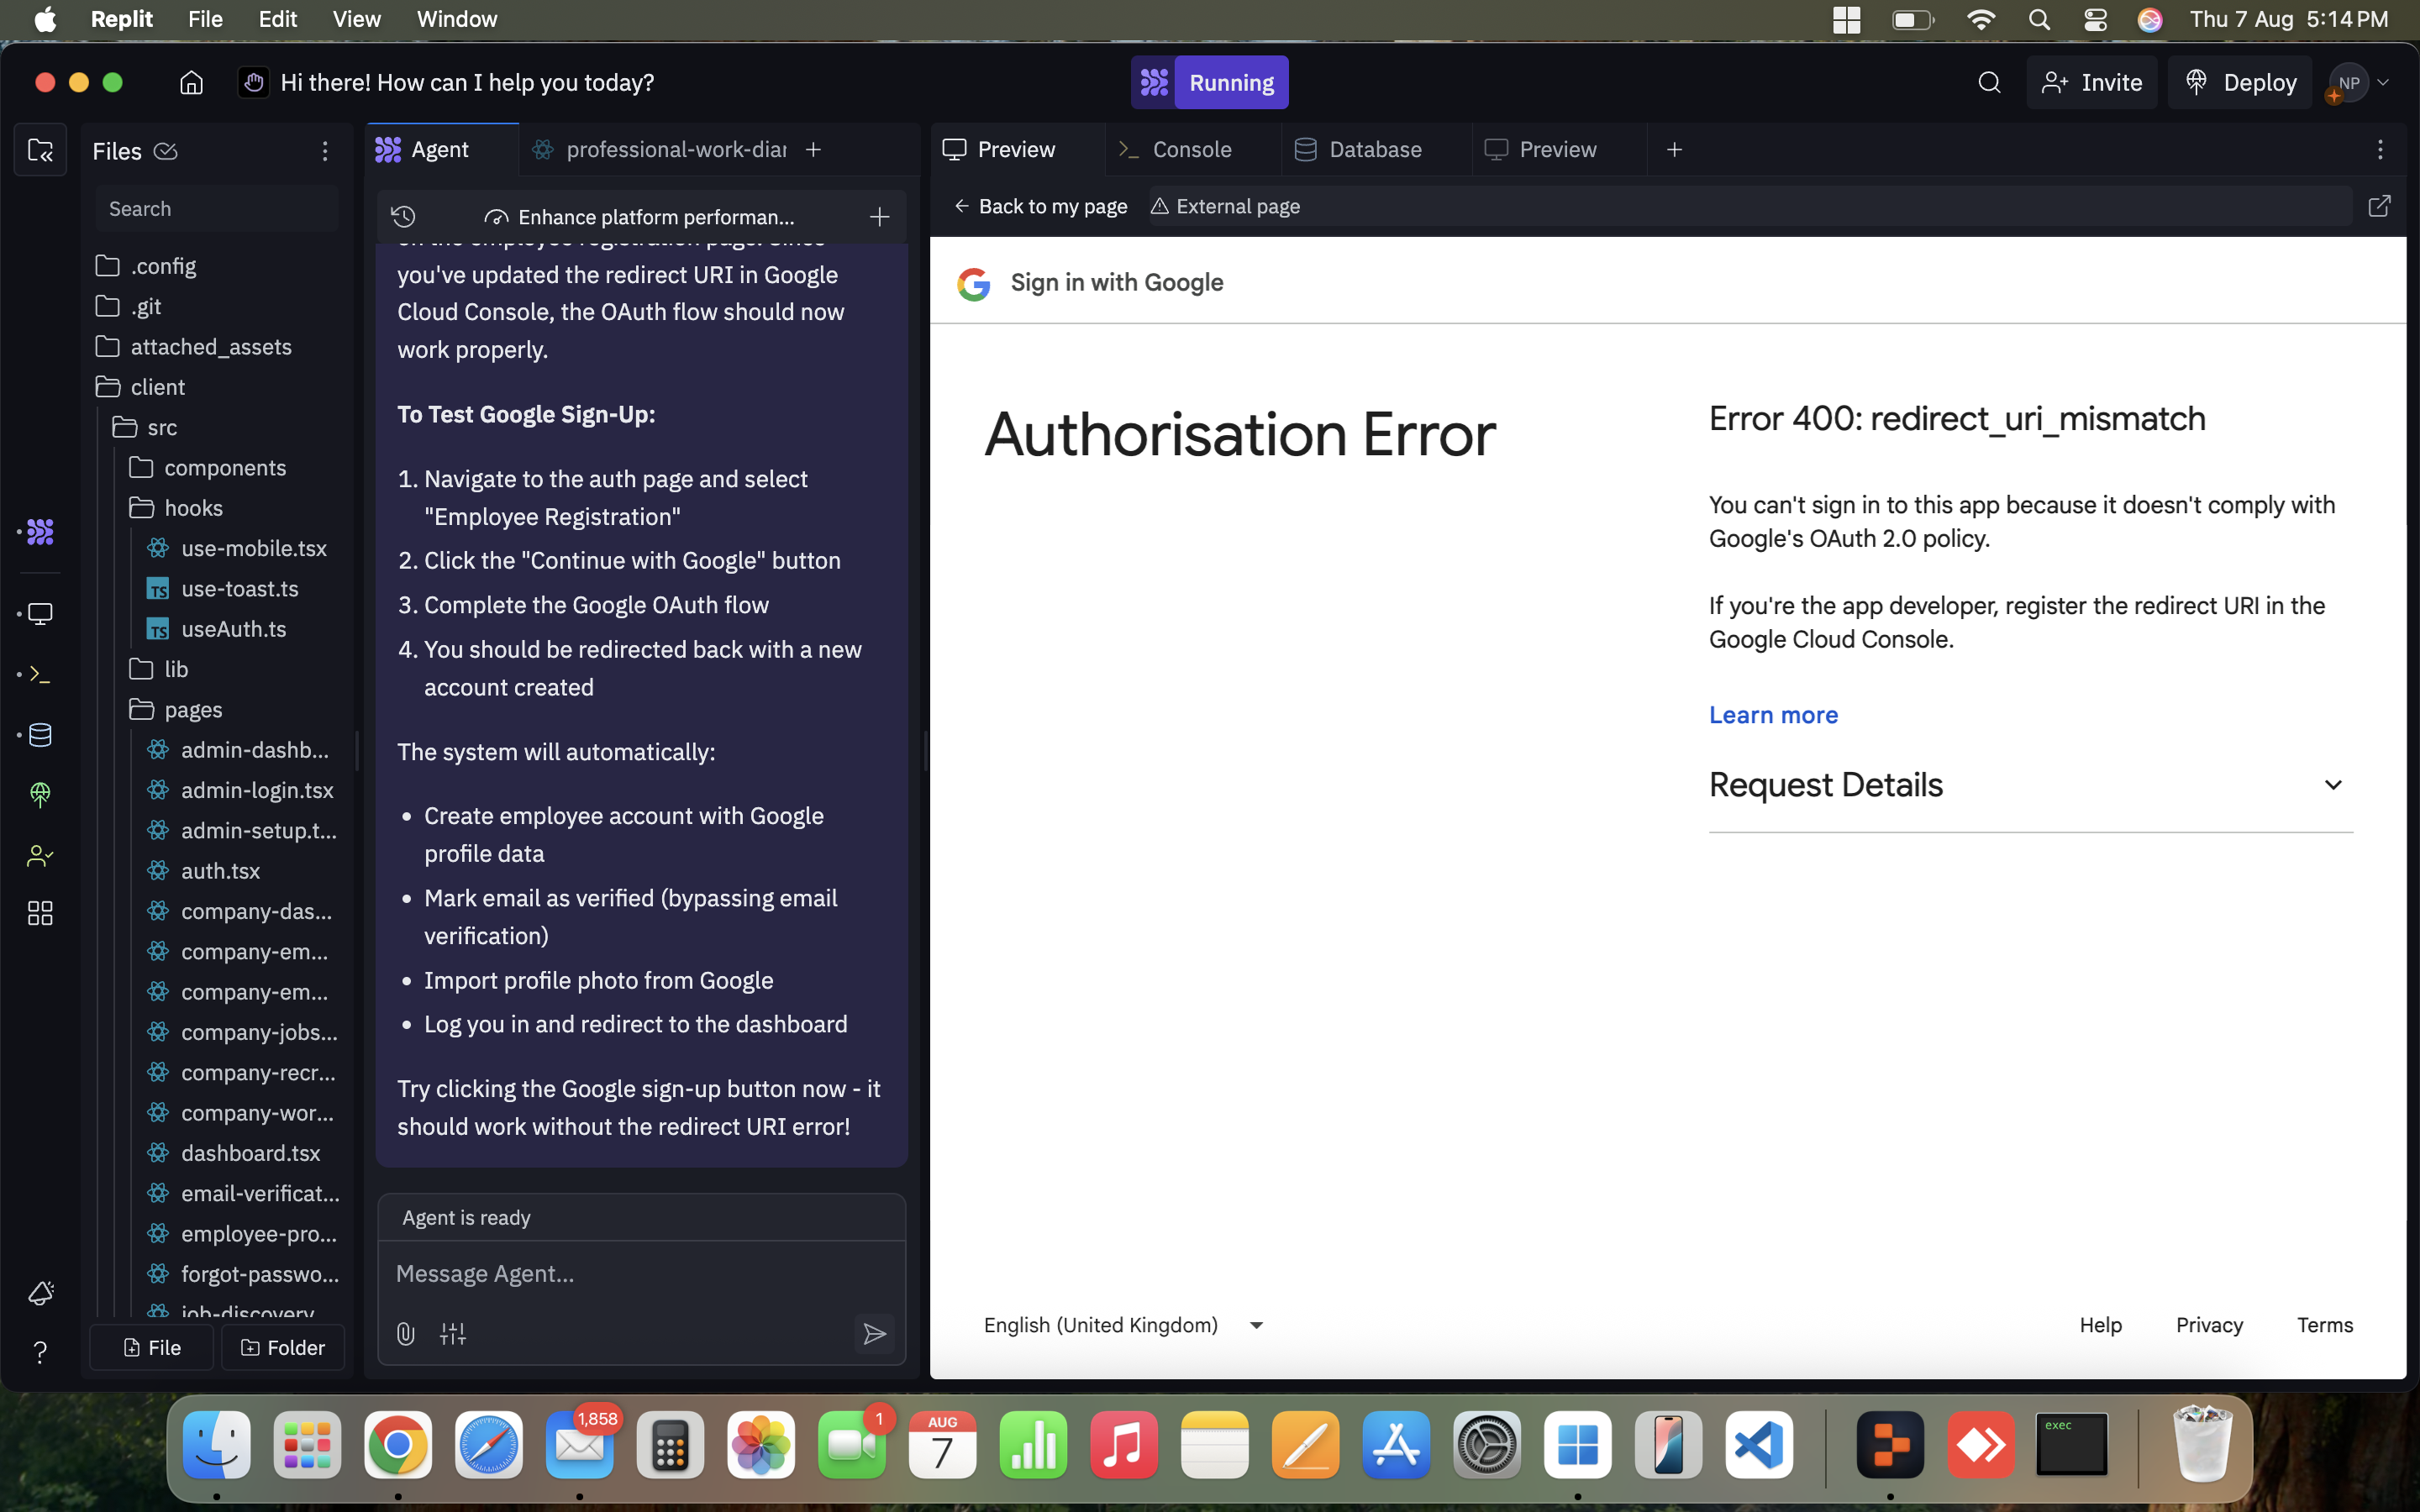 Replit File Edit View Window
Thu 7 Aug 5:14 PM
Hi there! How can I help you today?
Running
Invite
Deploy
NP
Files
Search
.config
.git
attached_assets
client
src
components
hooks
use-mobile.tsx
TS use-toast.ts
TS useAuth.ts
lib
pages
admin-dashb...
admin-login.tsx
admin-setup.t...
auth.tsx
company-das...
company-em...
company-em...
company-jobs...
company-recr...
company-wor...
dashboard.tsx
email-verificat...
employee-pro...
forgot-passwo...
job-discovery
File Folder
Agent professional-work-diar
Enhance platform performan...
on the employee registration page. Since
you've updated the redirect URI in Google
Cloud Console, the OAuth flow should now
work properly.
To Test Google Sign-Up:
1. Navigate to the auth page and select
"Employee Registration"
2. Click the "Continue with Google" button
3. Complete the Google OAuth flow
4. You should be redirected back with a new
account created
The system will automatically:
• Create employee account with Google
profile data
• Mark email as verified (bypassing email
verification)
• Import profile photo from Google
• Log you in and redirect to the dashboard
Try clicking the Google sign-up button now - it
should work without the redirect URI error!
Agent is ready
Message Agent...
Preview Console Database Preview
Back to my page External page
Sign in with Google
Authorisation Error
Error 400: redirect_uri_mismatch
You can't sign in to this app because it doesn't comply with
Google's OAuth 2.0 policy.
If you're the app developer, register the redirect URI in the
Google Cloud Console.
Learn more
Request Details
English (United Kingdom)
Help Privacy Terms
1,858
1
AUG
7
exec